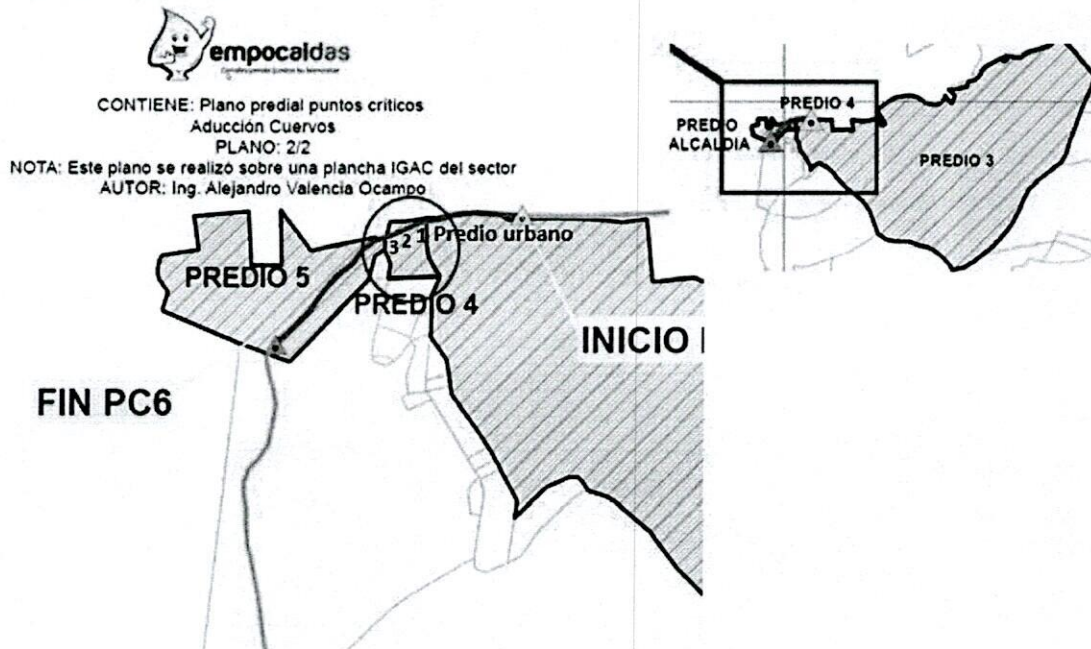 empocaldas
CONTIENE: Plano predial puntos criticos
Aducción Cuervos
PLANO: 2/2
NOTA: Este plano se realizó sobre una plancha IGAC del sector
AUTOR: Ing. Alejandro Valencia Ocampo
PREDIO 4
PREDIO
ALCALDIA
PREDIO 3
3 2 1 Predio urbano
PREDIO 5
PREDIO 4
INICIO
FIN PC6